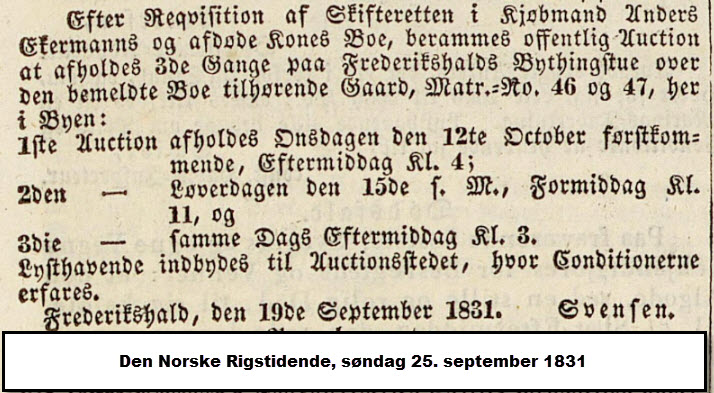 Efter Reqvisition af Skifteretten i Kjøbmand Anders
Ekermanns og afdøde Kones Boe, berammes offentlig Auction
at afholdes 3de Gange paa Frederikshalds Bythingstue over
den bemeldte Boe tilhørende Gaard, Matr.=No. 46 og 47, her
i Byen:
1ste Auction afholdes Onsdagen den 12te October førstkom=
mende, Eftermiddag Kl. 4;
2den — Løverdagen den 15de s. M., Formiddag Kl.
11, og
3die — samme Dags Eftermiddag Kl. 3.
Lysthavende indbydes til Auctionsstedet, hvor Conditionerne
erfares.
Frederikshald, den 19de September 1831. Svensen.
Den Norske Rigstidende, søndag 25. september 1831